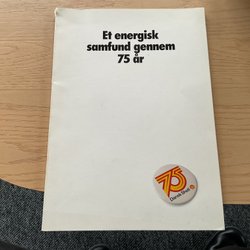 Et energisk
samfund gennem
75 år
75
Dansk Shell